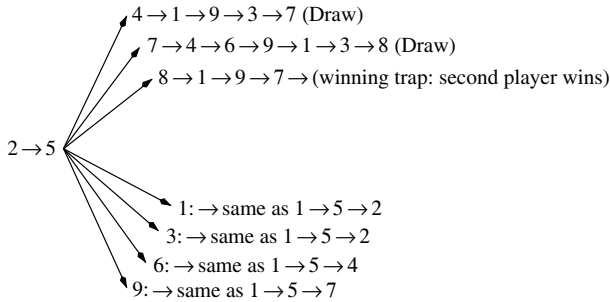 4→1→9→3→7 (Draw)
7→4→6→9→1→3→8 (Draw)
8→1→9→7→(winning trap: second player wins)
2→5
1:→same as 1→5→2
3:→same as 1→5→2
6:→same as 1→5→4
9:→same as 1→5→7